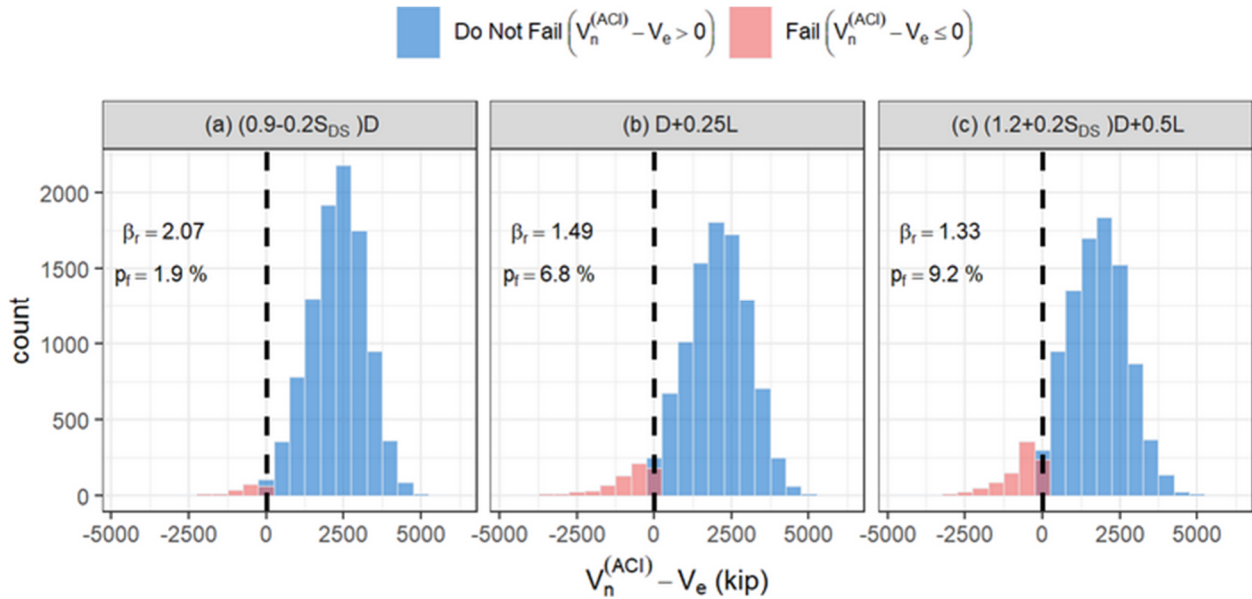 Do Not Fail (V_n^(ACI) − V_e > 0) Fail (V_n^(ACI) − V_e ≤ 0)
(a) (0.9-0.2S_DS )D (b) D+0.25L (c) (1.2+0.2S_DS )D+0.5L
2000
β_r = 2.07 β_r = 1.49 β_r = 1.33
1500
p_f = 1.9 % p_f = 6.8 % p_f = 9.2 %
count
1000
500
0
-5000 -2500 0 2500 5000 -5000 -2500 0 2500 5000 -5000 -2500 0 2500 5000
V_n^(ACI) − V_e (kip)